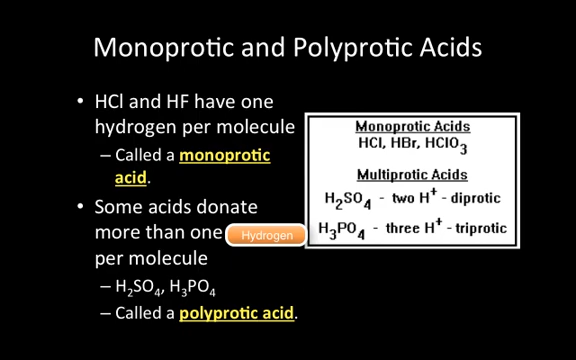 Monoprotic and Polyprotic Acids
• HCl and HF have one
hydrogen per molecule
– Called a monoprotic
acid.
• Some acids donate
more than one Hydrogen
per molecule
– H₂SO₄, H₃PO₄
– Called a polyprotic acid.
Monoprotic Acids
HCl, HBr, HClO₃
Multiprotic Acids
H₂SO₄ - two H⁺ - diprotic
H₃PO₄ - three H⁺ - triprotic